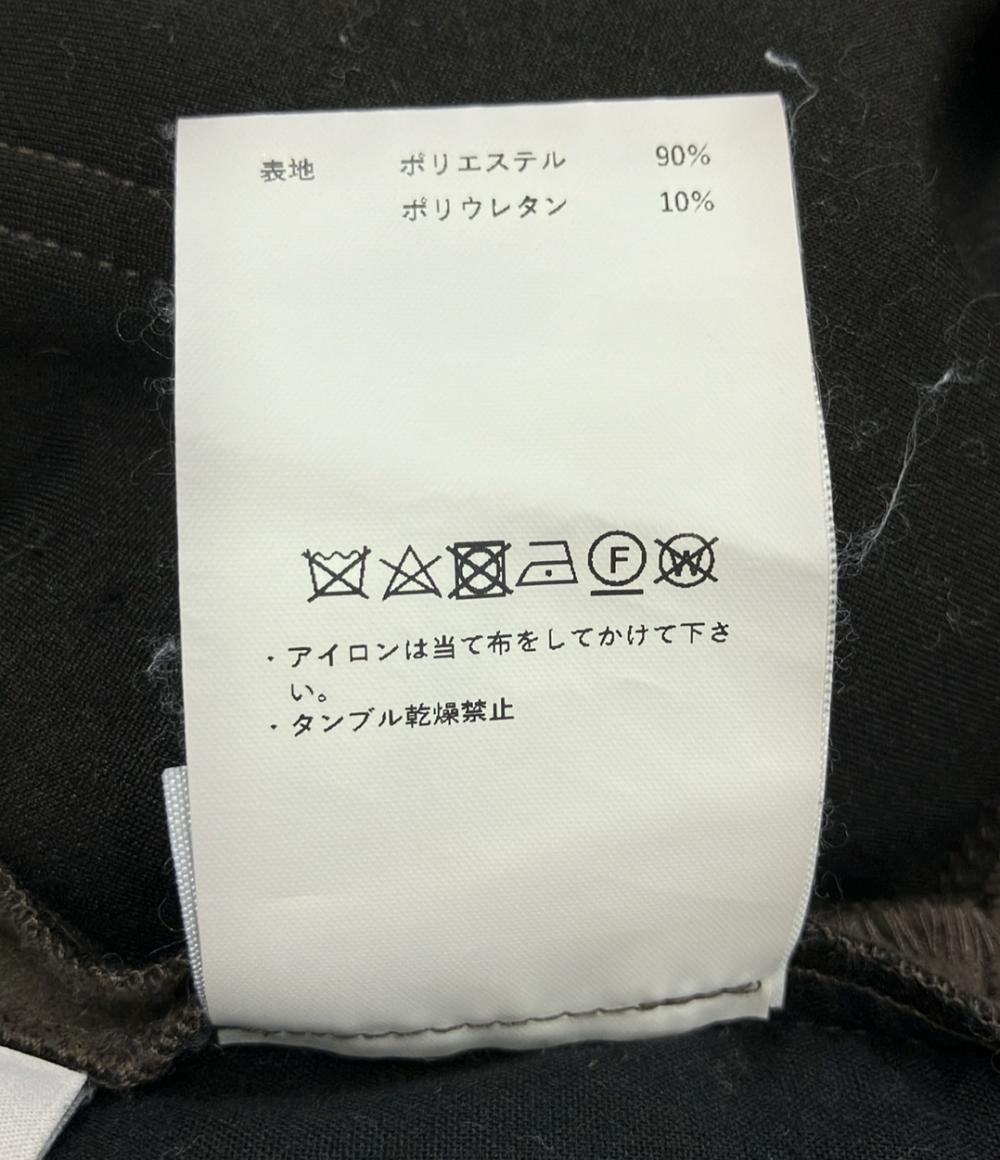 表地 ポリエステル 90%
ポリウレタン 10%
F W
・アイロンは当て布をしてかけて下さ
い。
・タンブル乾燥禁止